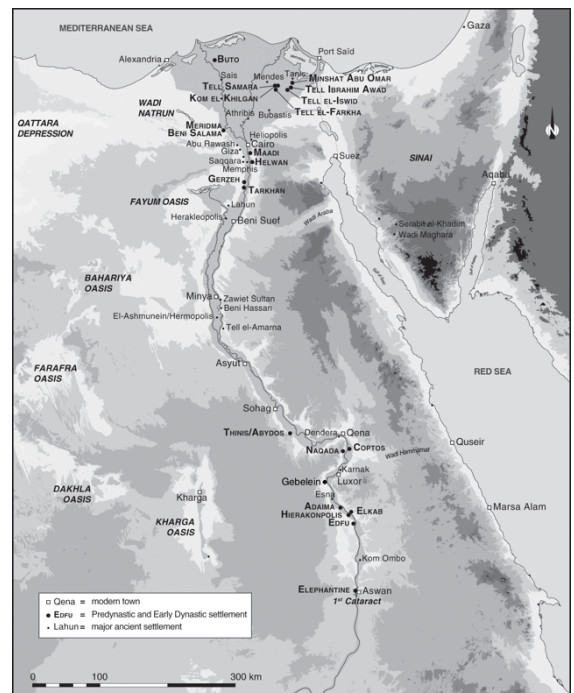 MEDITERRANEAN SEA
Gaza
Alexandria
BUTO
Port Said
Sais
Mendes
Tanis
MINSHAT ABU OMAR
TELL SAMARA
TELL IBRAHIM AWAD
KOM EL-KHILGAN
TELL EL-ISWID
TELL EL-FARKHA
WADI
NATRUN
Athribis
Bubastis
QATTARA
DEPRESSION
MERIMDA
BENI SALAMA
Heliopolis
Abu Rawash
Cairo
Giza
MAADI
Suez
SINAI
Saqqara
HELWAN
Memphis
Aqaba
GERZEH
TARKHAN
FAYUM OASIS
Lahun
Serabit al-Khadim
Herakleopolis
Beni Suef
Wadi Araba
Wadi Maghara
BAHARIYA
OASIS
Minya
Zawiet Sultan
Beni Hassan
El-Ashmunein/Hermopolis
Tell el-Amarna
Asyut
FARAFRA
OASIS
RED SEA
Sohag
THINIS/ABYDOS
Dendera
Qena
COPTOS
NAQADA
Quseir
Wadi Hammamat
Karnak
Gebelein
Luxor
DAKHLA
OASIS
Kharga
Esna
ADAIMA
ELKAB
HIERAKONPOLIS
EDFU
Marsa Alam
KHARGA
OASIS
Kom Ombo
ELEPHANTINE
Aswan
1st Cataract
Qena = modern town
EDFU = Predynastic and Early Dynastic settlement
Lahun = major ancient settlement
0 100 300 km
N